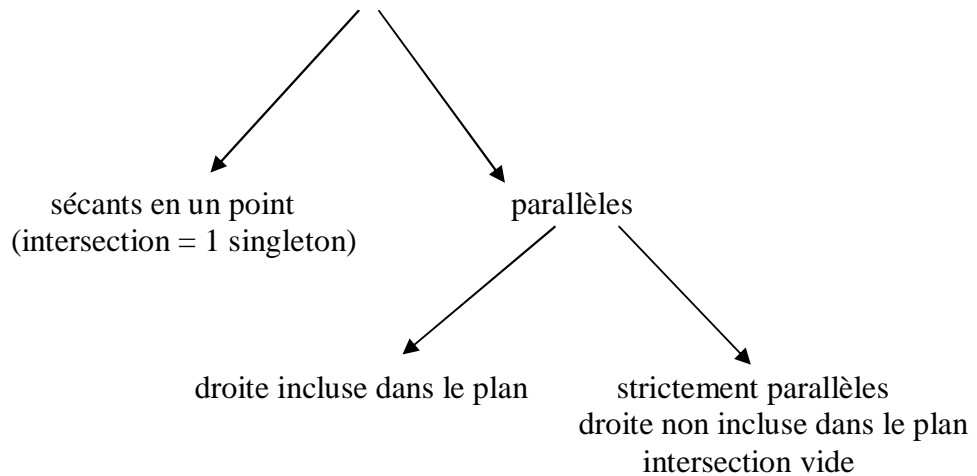 sécants en un point
(intersection = 1 singleton)
parallèles
droite incluse dans le plan
strictement parallèles
droite non incluse dans le plan
intersection vide